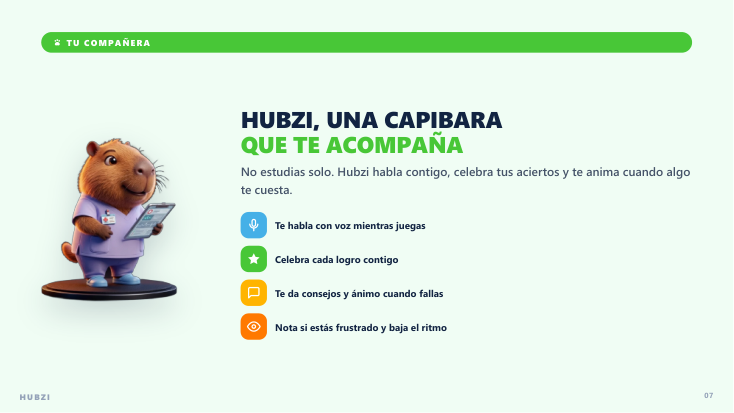 TU COMPAÑERA
HUBZI, UNA CAPIBARA
QUE TE ACOMPAÑA
No estudias solo. Hubzi habla contigo, celebra tus aciertos y te anima cuando algo
te cuesta.
Te habla con voz mientras juegas
Celebra cada logro contigo
Te da consejos y ánimo cuando fallas
Nota si estás frustrado y baja el ritmo
HUBZI
07